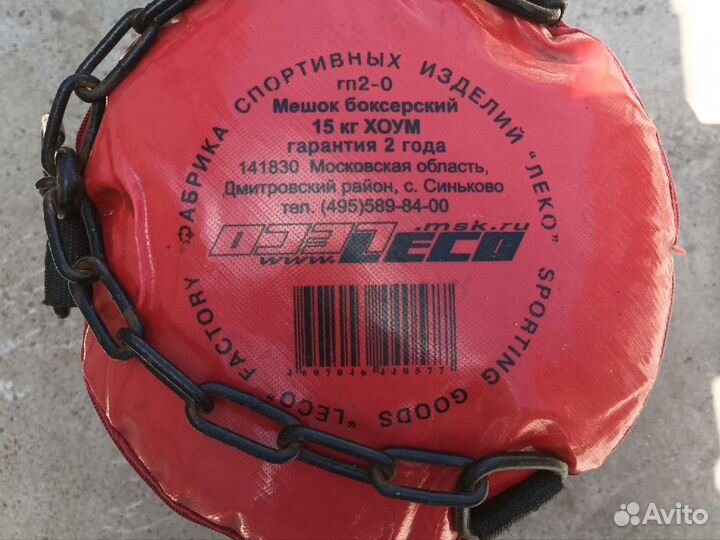 ФАБРИКА СПОРТИВНЫХ ИЗДЕЛИЙ "ЛЕКО"
гп2-0
Мешок боксерский
15 кг ХОУМ
гарантия 2 года
141830 Московская область,
Дмитровский район, с. Синьково
тел. (495)589-84-00
www.LECO.msk.ru
4607046440577
SPORTING GOODS "LECO" FACTORY
Avito